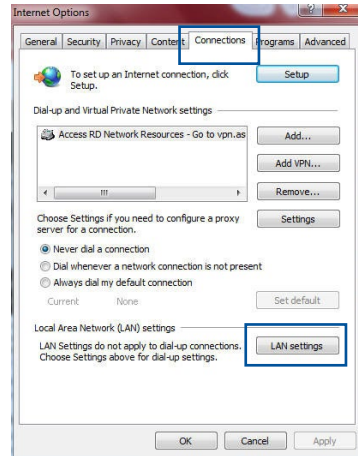 Internet Options
General Security Privacy Content Connections Programs Advanced
To set up an Internet connection, click
Setup.
Setup
Dial-up and Virtual Private Network settings
Access RD Network Resources - Go to vpn.as
Add...
Add VPN...
Remove...
Choose Settings if you need to configure a proxy
server for a connection.
Settings
Never dial a connection
Dial whenever a network connection is not present
Always dial my default connection
Current None
Set default
Local Area Network (LAN) settings
LAN Settings do not apply to dial-up connections.
Choose Settings above for dial-up settings.
LAN settings
OK Cancel Apply